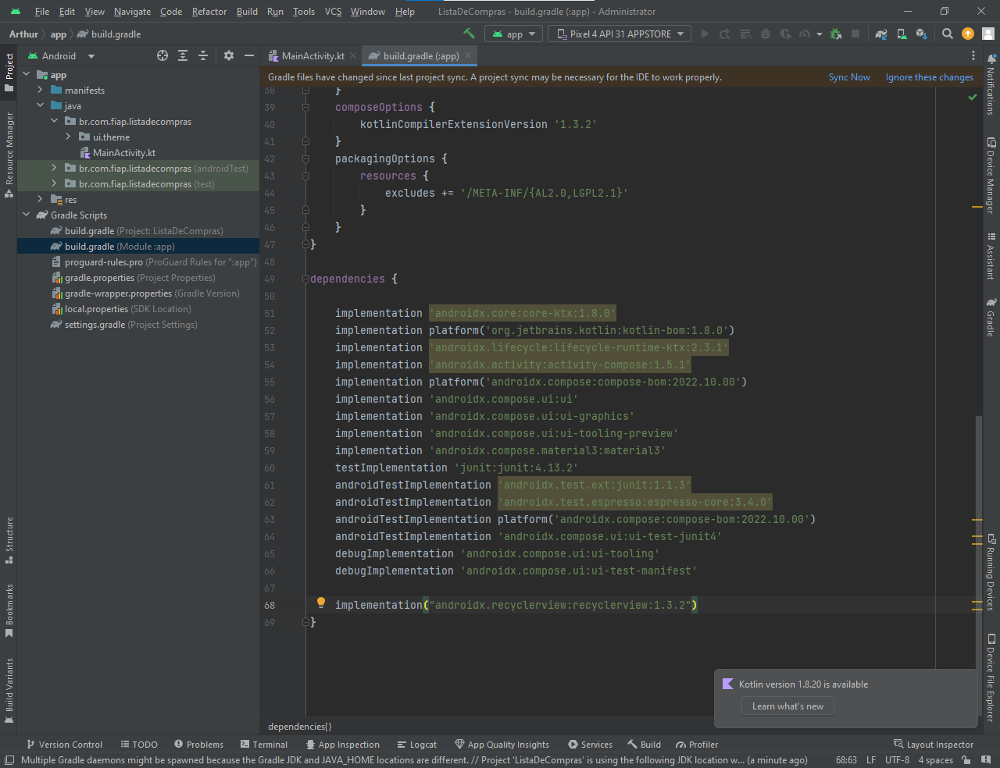 File Edit View Navigate Code Refactor Build Run Tools VCS Window Help ListaDeCompras - build.gradle (:app) - Administrator
Arthur app build.gradle app Pixel 4 API 31 APPSTORE
Project Android MainActivity.kt build.gradle (:app) Notifications
Gradle files have changed since last project sync. A project sync may be necessary for the IDE to work properly. Sync Now Ignore these changes
app
manifests
java
br.com.fiap.listadecompras
ui.theme
MainActivity.kt
br.com.fiap.listadecompras (androidTest)
br.com.fiap.listadecompras (test)
res
Gradle Scripts
build.gradle (Project: ListaDeCompras)
build.gradle (Module :app)
proguard-rules.pro (ProGuard Rules for ":app")
gradle.properties (Project Properties)
gradle-wrapper.properties (Gradle Version)
local.properties (SDK Location)
settings.gradle (Project Settings)
38 }
39 composeOptions {
40 kotlinCompilerExtensionVersion '1.3.2'
41 }
42 packagingOptions {
43 resources {
44 excludes += '/META-INF/{AL2.0,LGPL2.1}'
45 }
46 }
47 }
48
49 dependencies {
50
51 implementation 'androidx.core:core-ktx:1.8.0'
52 implementation platform('org.jetbrains.kotlin:kotlin-bom:1.8.0')
53 implementation 'androidx.lifecycle:lifecycle-runtime-ktx:2.3.1'
54 implementation 'androidx.activity:activity-compose:1.5.1'
55 implementation platform('androidx.compose:compose-bom:2022.10.00')
56 implementation 'androidx.compose.ui:ui'
57 implementation 'androidx.compose.ui:ui-graphics'
58 implementation 'androidx.compose.ui:ui-tooling-preview'
59 implementation 'androidx.compose.material3:material3'
60 testImplementation 'junit:junit:4.13.2'
61 androidTestImplementation 'androidx.test.ext:junit:1.1.3'
62 androidTestImplementation 'androidx.test.espresso:espresso-core:3.4.0'
63 androidTestImplementation platform('androidx.compose:compose-bom:2022.10.00')
64 androidTestImplementation 'androidx.compose.ui:ui-test-junit4'
65 debugImplementation 'androidx.compose.ui:ui-tooling'
66 debugImplementation 'androidx.compose.ui:ui-test-manifest'
67
68 implementation("androidx.recyclerview:recyclerview:1.3.2")
69 }
Resource Manager
Structure
Bookmarks
Build Variants
Device Manager
Assistant
Gradle
Running Devices
Device File Explorer
Kotlin version 1.8.20 is available
Learn what's new
dependencies{}
Version Control TODO Problems Terminal App Inspection Logcat App Quality Insights Services Build Profiler Layout Inspector
Multiple Gradle daemons might be spawned because the Gradle JDK and JAVA_HOME locations are different. // Project 'ListaDeCompras' is using the following JDK location w... (a minute ago) 68:63 LF UTF-8 4 spaces